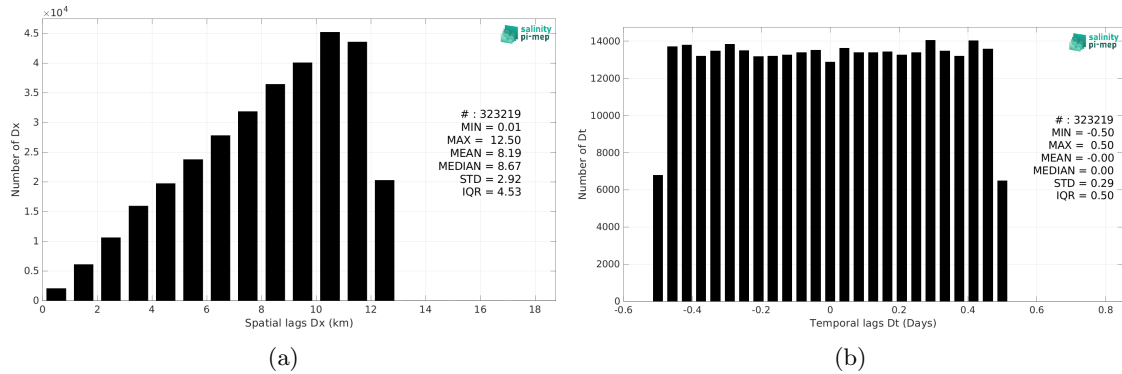 ×10⁴
4.5
4
3.5
3
2.5
2
1.5
1
0.5
0
Number of Dx
0 2 4 6 8 10 12 14 16 18
Spatial lags Dx (km)
salinity
pi-mep
# : 323219
MIN = 0.01
MAX = 12.50
MEAN = 8.19
MEDIAN = 8.67
STD = 2.92
IQR = 4.53
(a)
14000
12000
10000
8000
6000
4000
2000
0
Number of Dt
-0.6 -0.4 -0.2 0 0.2 0.4 0.6 0.8
Temporal lags Dt (Days)
salinity
pi-mep
# : 323219
MIN = -0.50
MAX = 0.50
MEAN = -0.00
MEDIAN = 0.00
STD = 0.29
IQR = 0.50
(b)